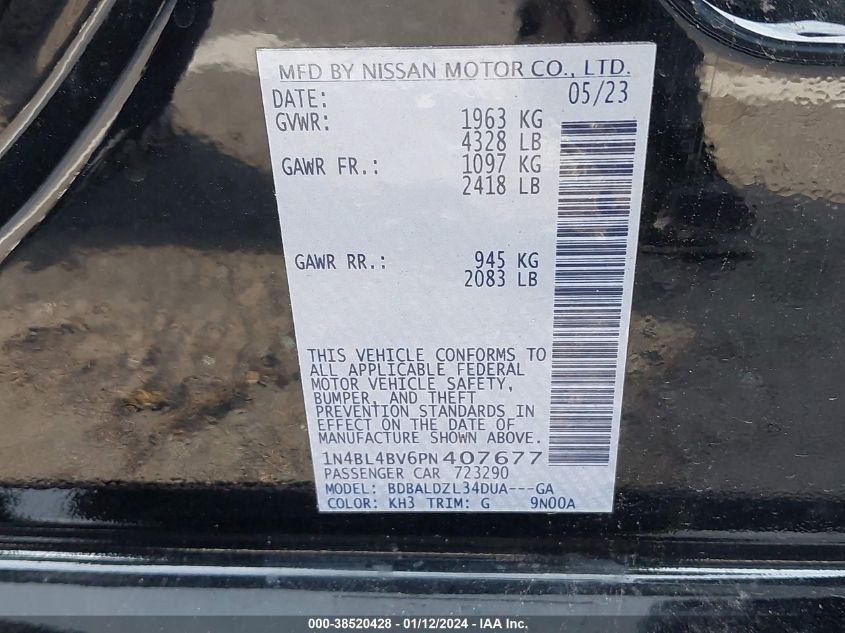 MFD BY NISSAN MOTOR CO., LTD.
DATE: 05/23
GVWR: 1963 KG
4328 LB
GAWR FR.: 1097 KG
2418 LB
GAWR RR.: 945 KG
2083 LB
THIS VEHICLE CONFORMS TO
ALL APPLICABLE FEDERAL
MOTOR VEHICLE SAFETY,
BUMPER, AND THEFT
PREVENTION STANDARDS IN
EFFECT ON THE DATE OF
MANUFACTURE SHOWN ABOVE.
1N4BL4BV6PN407677
PASSENGER CAR 723290
MODEL: BDBALDZL34DUA---GA
COLOR: KH3 TRIM: G 9N00A
000-38520428 - 01/12/2024 - IAA Inc.